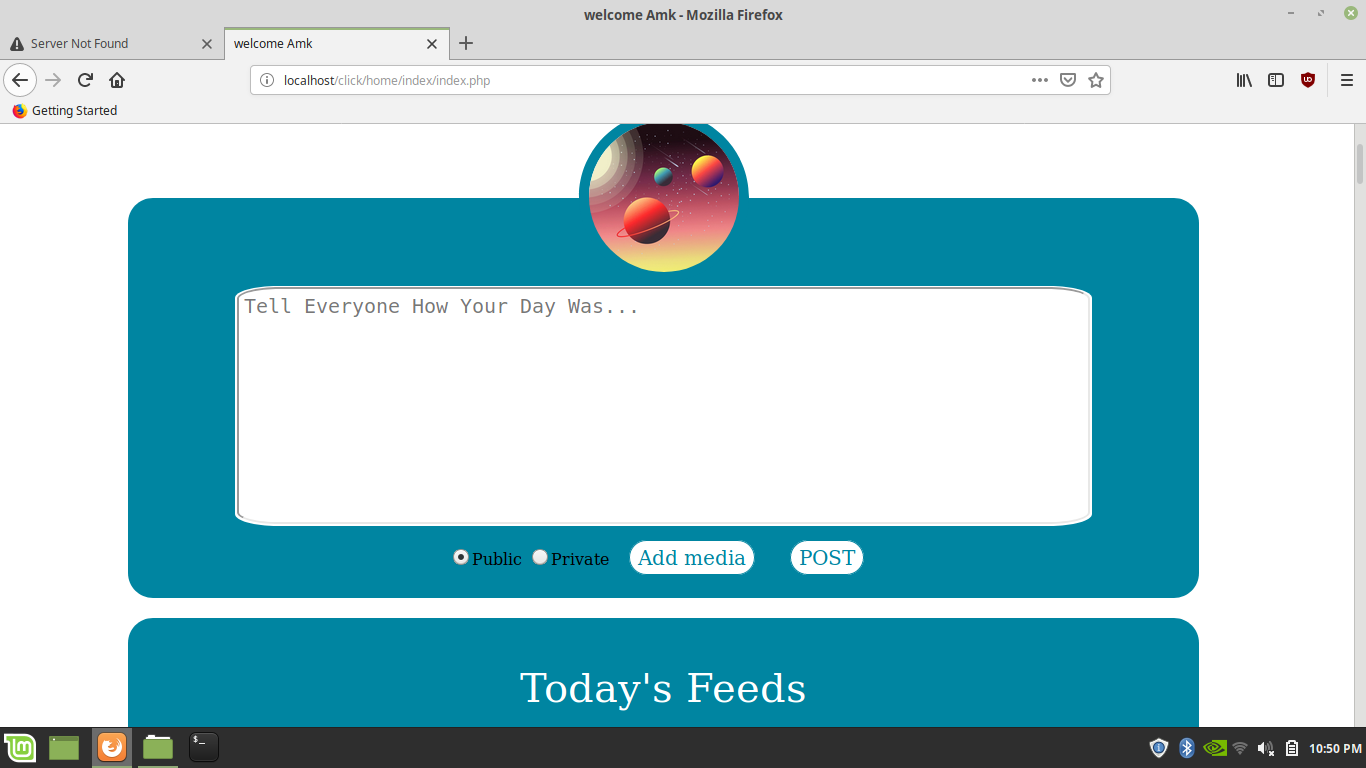 welcome Amk - Mozilla Firefox
Server Not Found
welcome Amk
localhost/click/home/index/index.php
Getting Started
Tell Everyone How Your Day Was...
Public Private Add media POST
Today's Feeds
10:50 PM